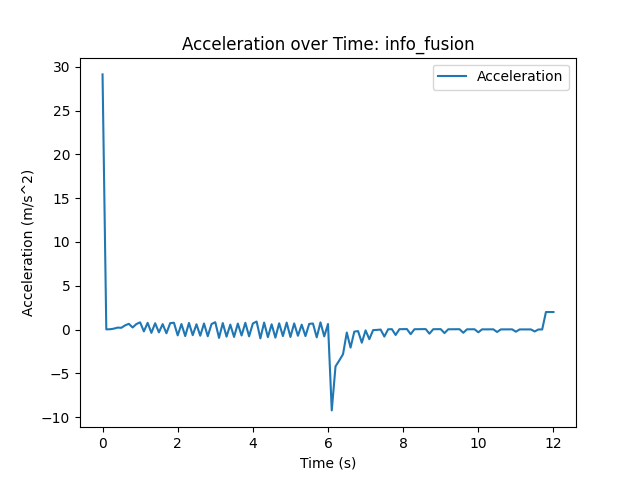 Acceleration over Time: info_fusion
Acceleration
Acceleration (m/s^2)
30
25
20
15
10
5
0
−5
−10
0 2 4 6 8 10 12
Time (s)